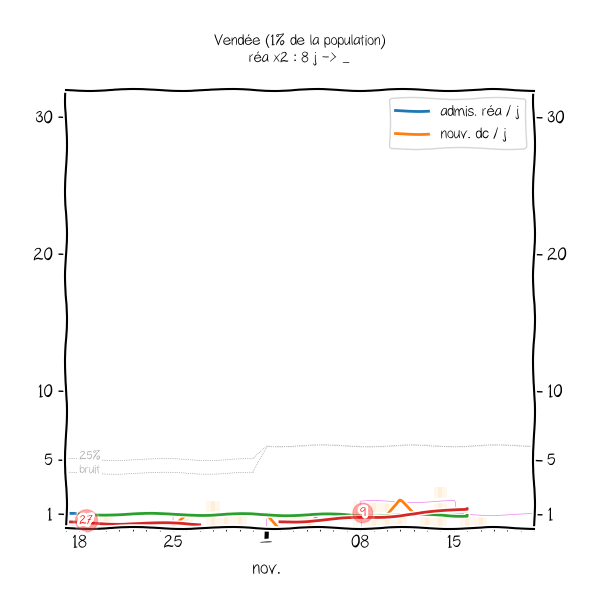 Vendée (1% de la population)
réa x2 : 8 j -> _
admis. réa / j
nouv. dc / j
30 30
20 20
10 10
5 5
1 1
25%
bruit
27
9
18 25 _ 08 15
nov.